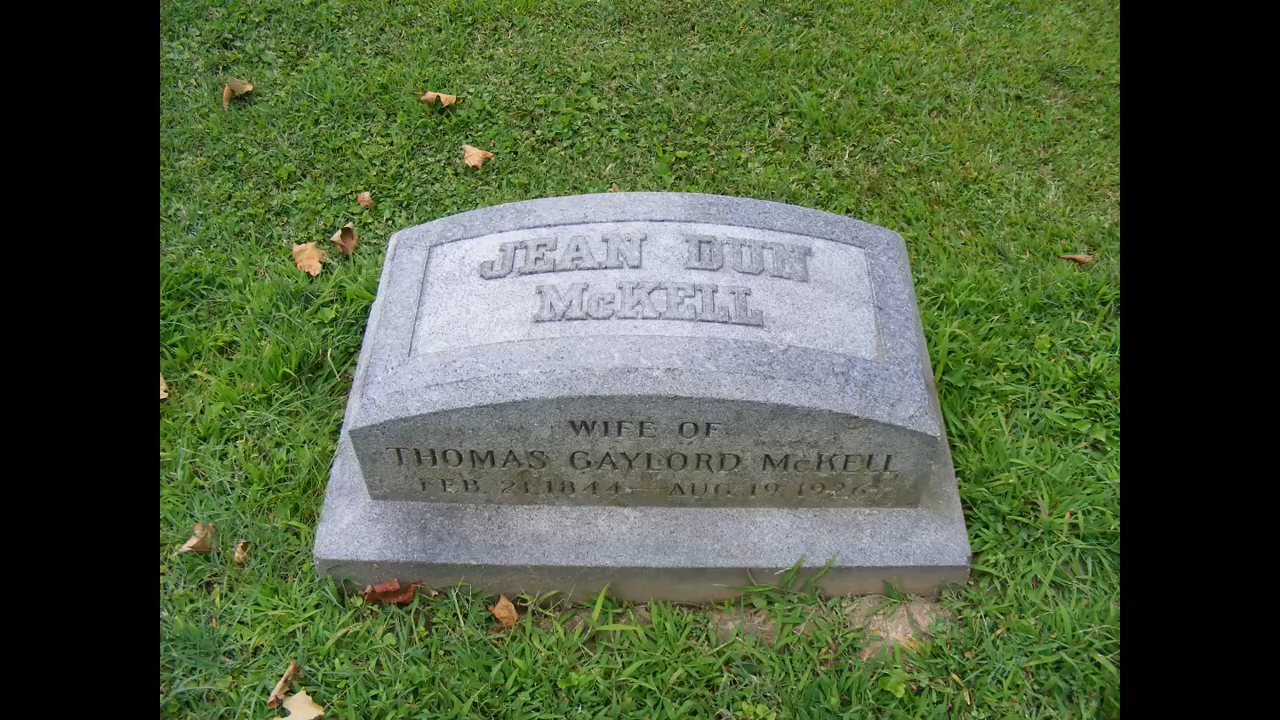 JEAN DUN
McKELL
WIFE OF
THOMAS GAYLORD McKELL
FEB. 21, 1844 — AUG. 19, 1926